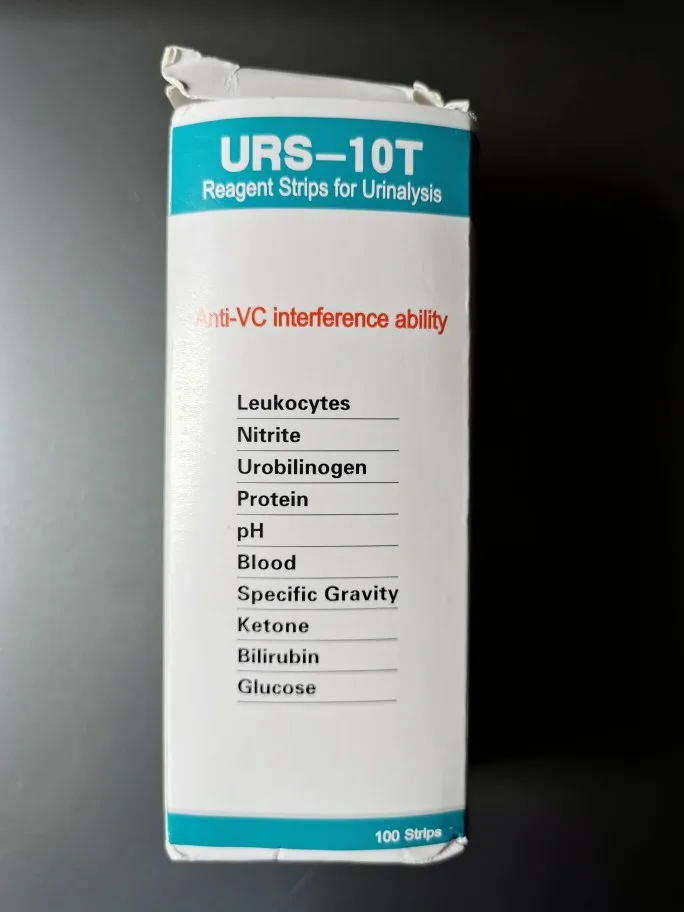 URS-10T
Reagent Strips for Urinalysis
Anti-VC interference ability
Leukocytes
Nitrite
Urobilinogen
Protein
pH
Blood
Specific Gravity
Ketone
Bilirubin
Glucose
100 Strips